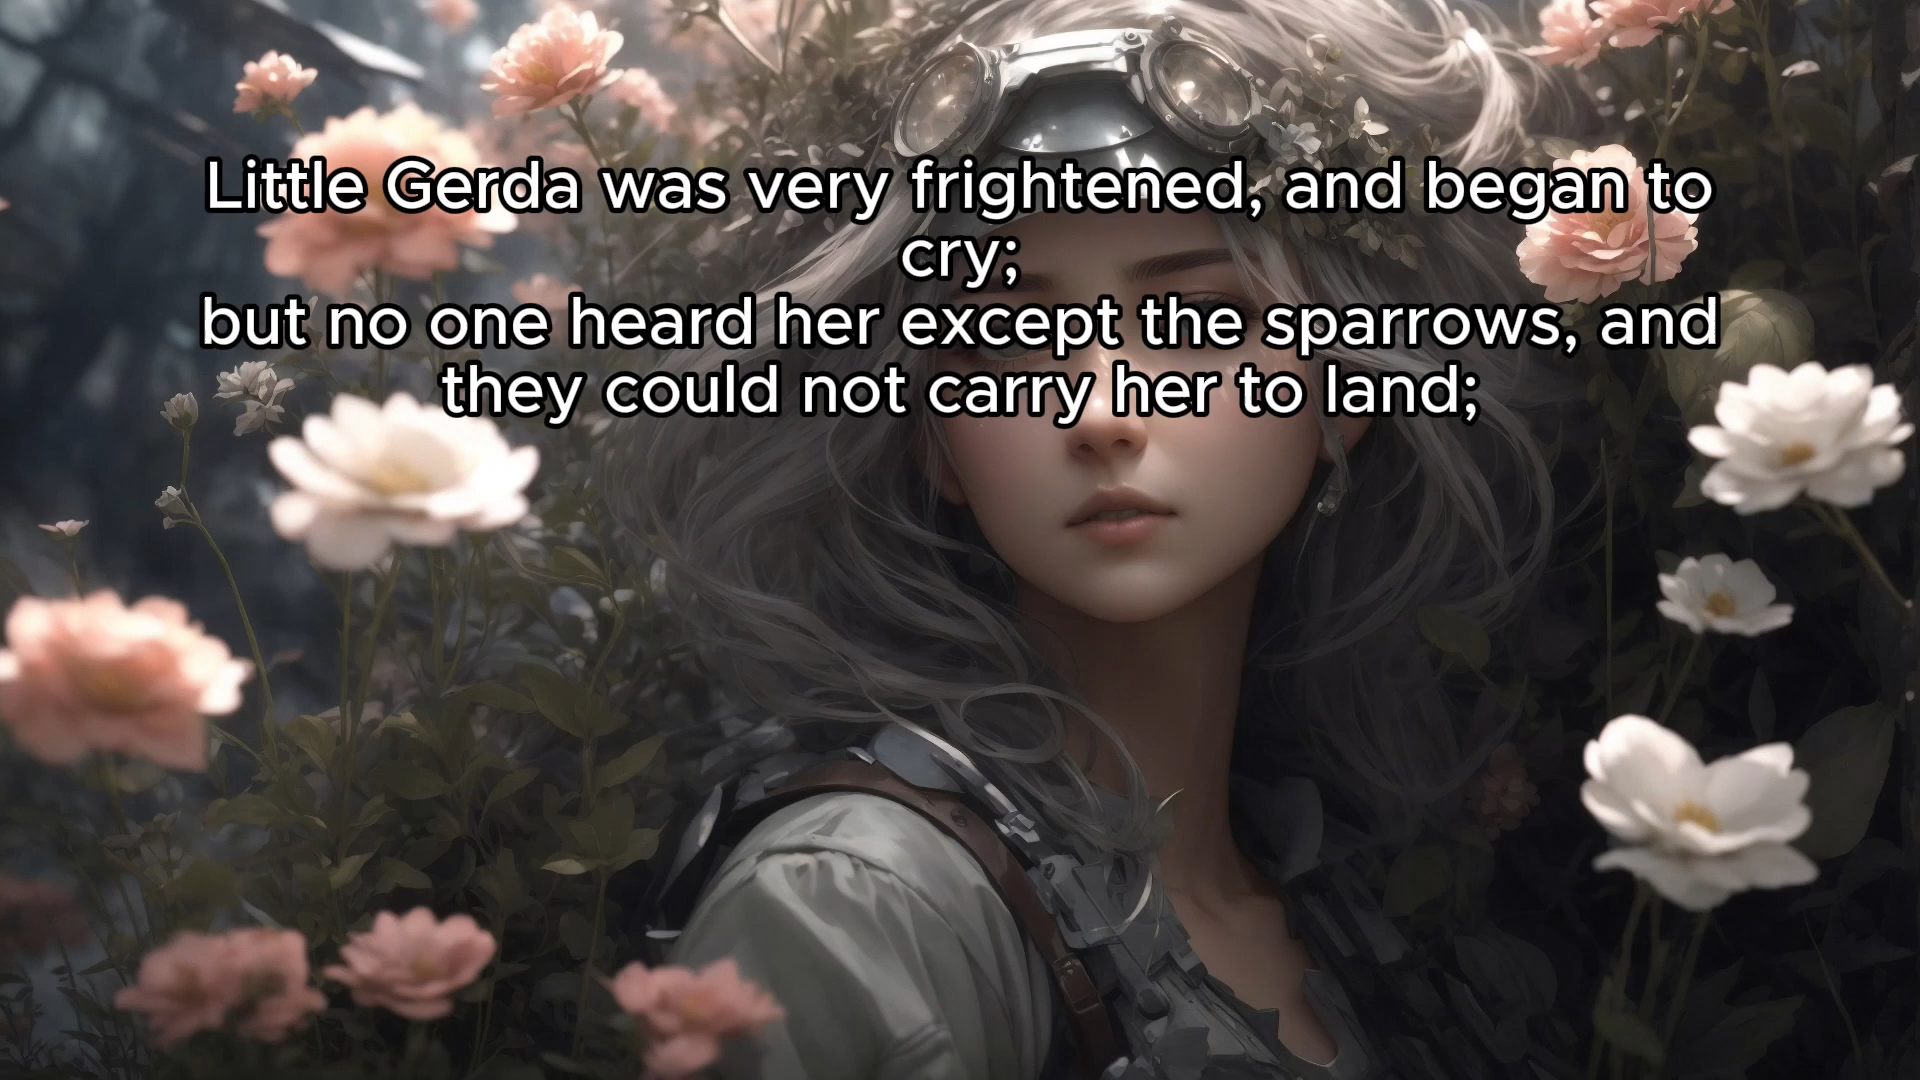 Little Gerda was very frightened, and began to
cry;
but no one heard her except the sparrows, and
they could not carry her to land;